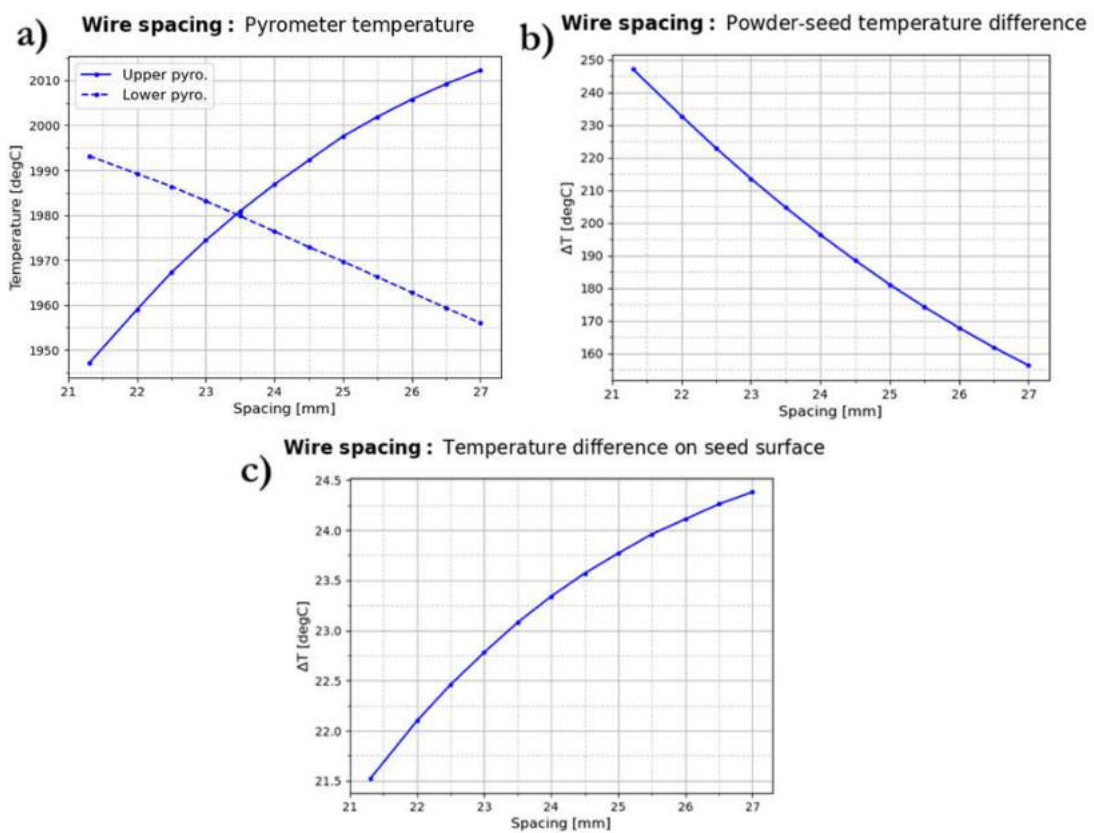 a)
Wire spacing : Pyrometer temperature
Upper pyro.
Lower pyro.
Temperature [degC]
2010
2000
1990
1980
1970
1960
1950
21 22 23 24 25 26 27
Spacing [mm]
b)
Wire spacing : Powder-seed temperature difference
ΔT [degC]
250
240
230
220
210
200
190
180
170
160
21 22 23 24 25 26 27
Spacing [mm]
c)
Wire spacing : Temperature difference on seed surface
ΔT [degC]
24.5
24.0
23.5
23.0
22.5
22.0
21.5
21 22 23 24 25 26 27
Spacing [mm]